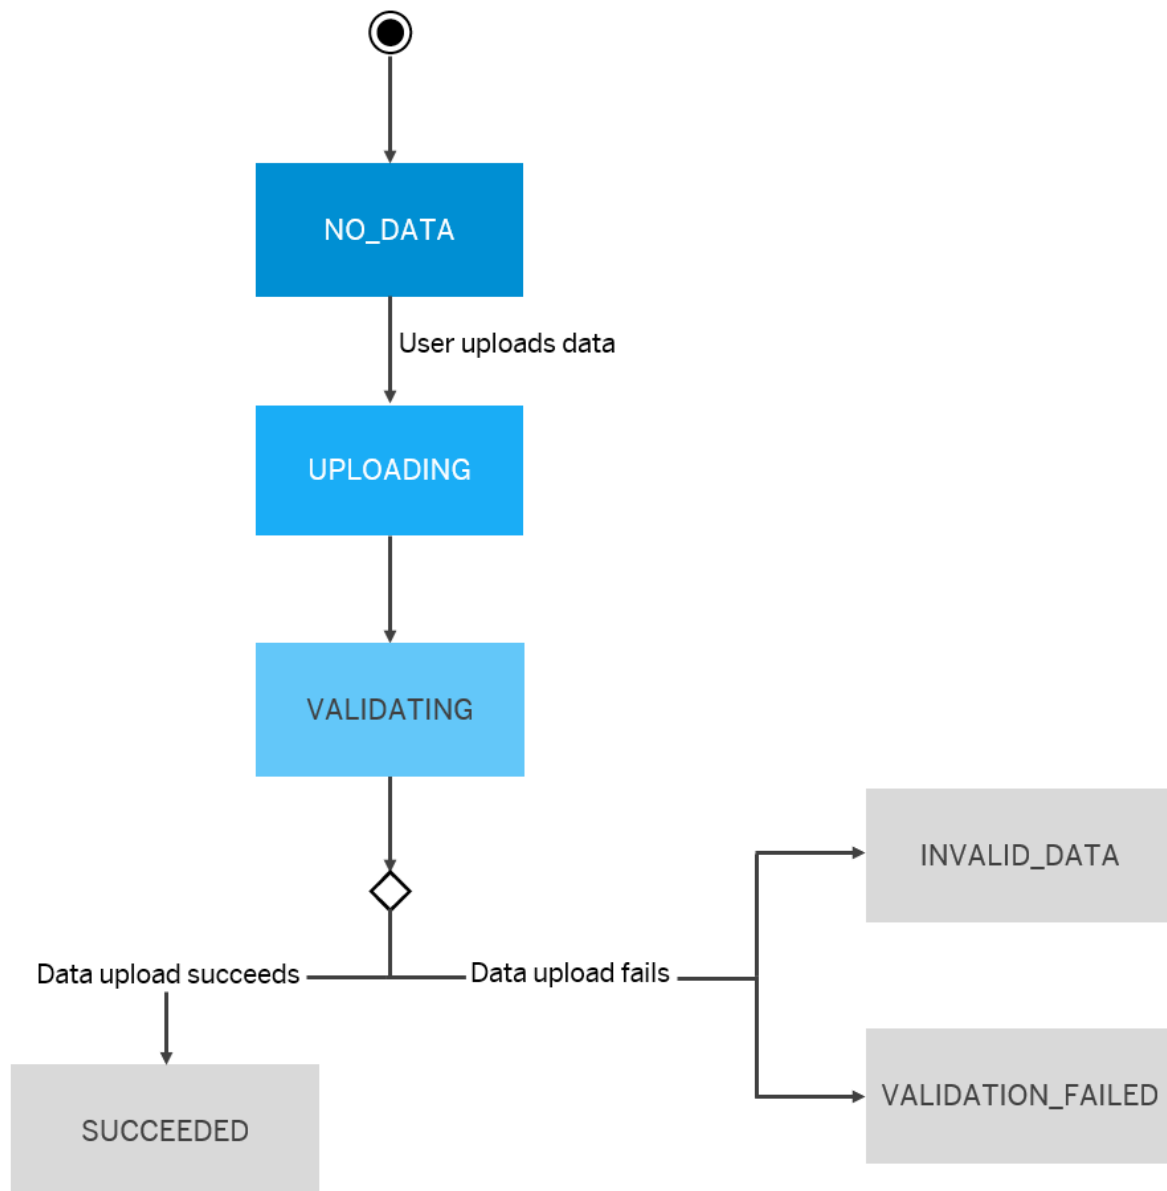 NO_DATA
User uploads data
UPLOADING
VALIDATING
INVALID_DATA
Data upload succeeds
Data upload fails
VALIDATION_FAILED
SUCCEEDED